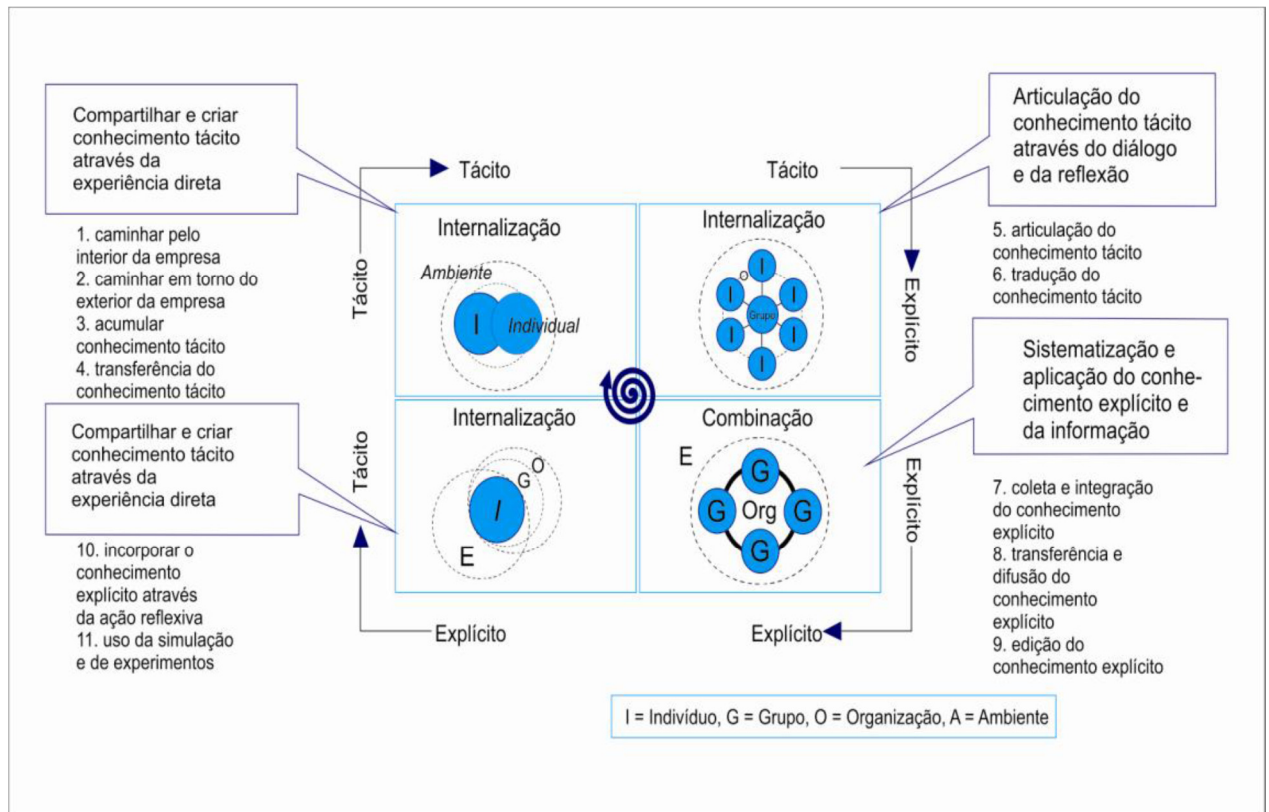 Compartilhar e criar
conhecimento tácito
através da
experiência direta
1. caminhar pelo
interior da empresa
2. caminhar em torno do
exterior da empresa
3. acumular
conhecimento tácito
4. transferência do
conhecimento tácito
Tácito
Tácito
Internalização
Ambiente
I
Individual
Tácito
Explícito
Internalização
I
O
I
I
Grupo
I
I
I
Articulação do
conhecimento tácito
através do diálogo
e da reflexão
5. articulação do
conhecimento tácito
6. tradução do
conhecimento tácito
Compartilhar e criar
conhecimento tácito
através da
experiência direta
10. incorporar o
conhecimento
explícito através
da ação reflexiva
11. uso da simulação
e de experimentos
Tácito
Explícito
Internalização
O
G
I
E
Combinação
E
G
G
Org
G
G
Explícito
Explícito
Sistematização e
aplicação do conhe-
cimento explícito e
da informação
7. coleta e integração
do conhecimento
explícito
8. transferência e
difusão do
conhecimento
explícito
9. edição do
conhecimento explícito
I = Indivíduo, G = Grupo, O = Organização, A = Ambiente